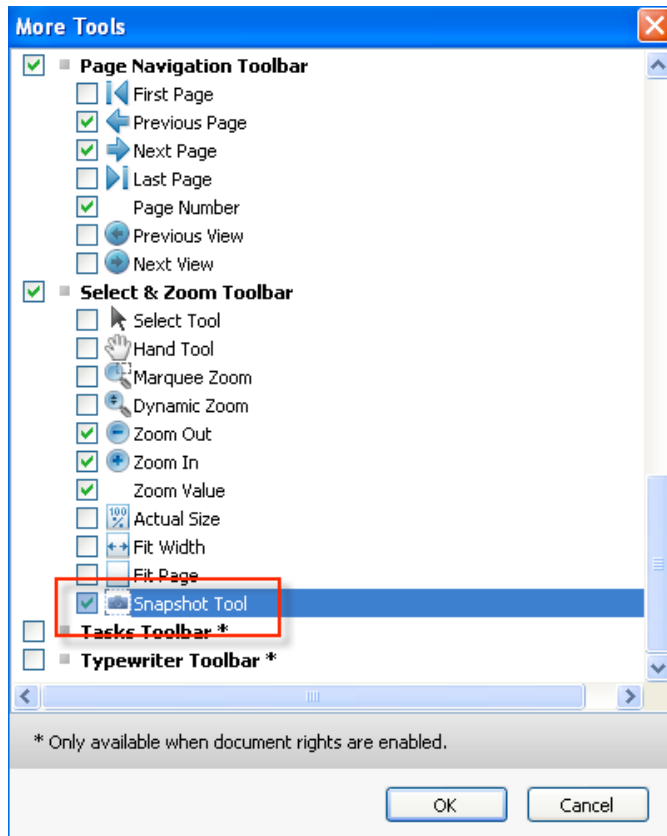 More Tools
Page Navigation Toolbar
First Page
Previous Page
Next Page
Last Page
Page Number
Previous View
Next View
Select & Zoom Toolbar
Select Tool
Hand Tool
Marquee Zoom
Dynamic Zoom
Zoom Out
Zoom In
Zoom Value
100% Actual Size
Fit Width
Fit Page
Snapshot Tool
Tasks Toolbar *
Typewriter Toolbar *
* Only available when document rights are enabled.
OK Cancel